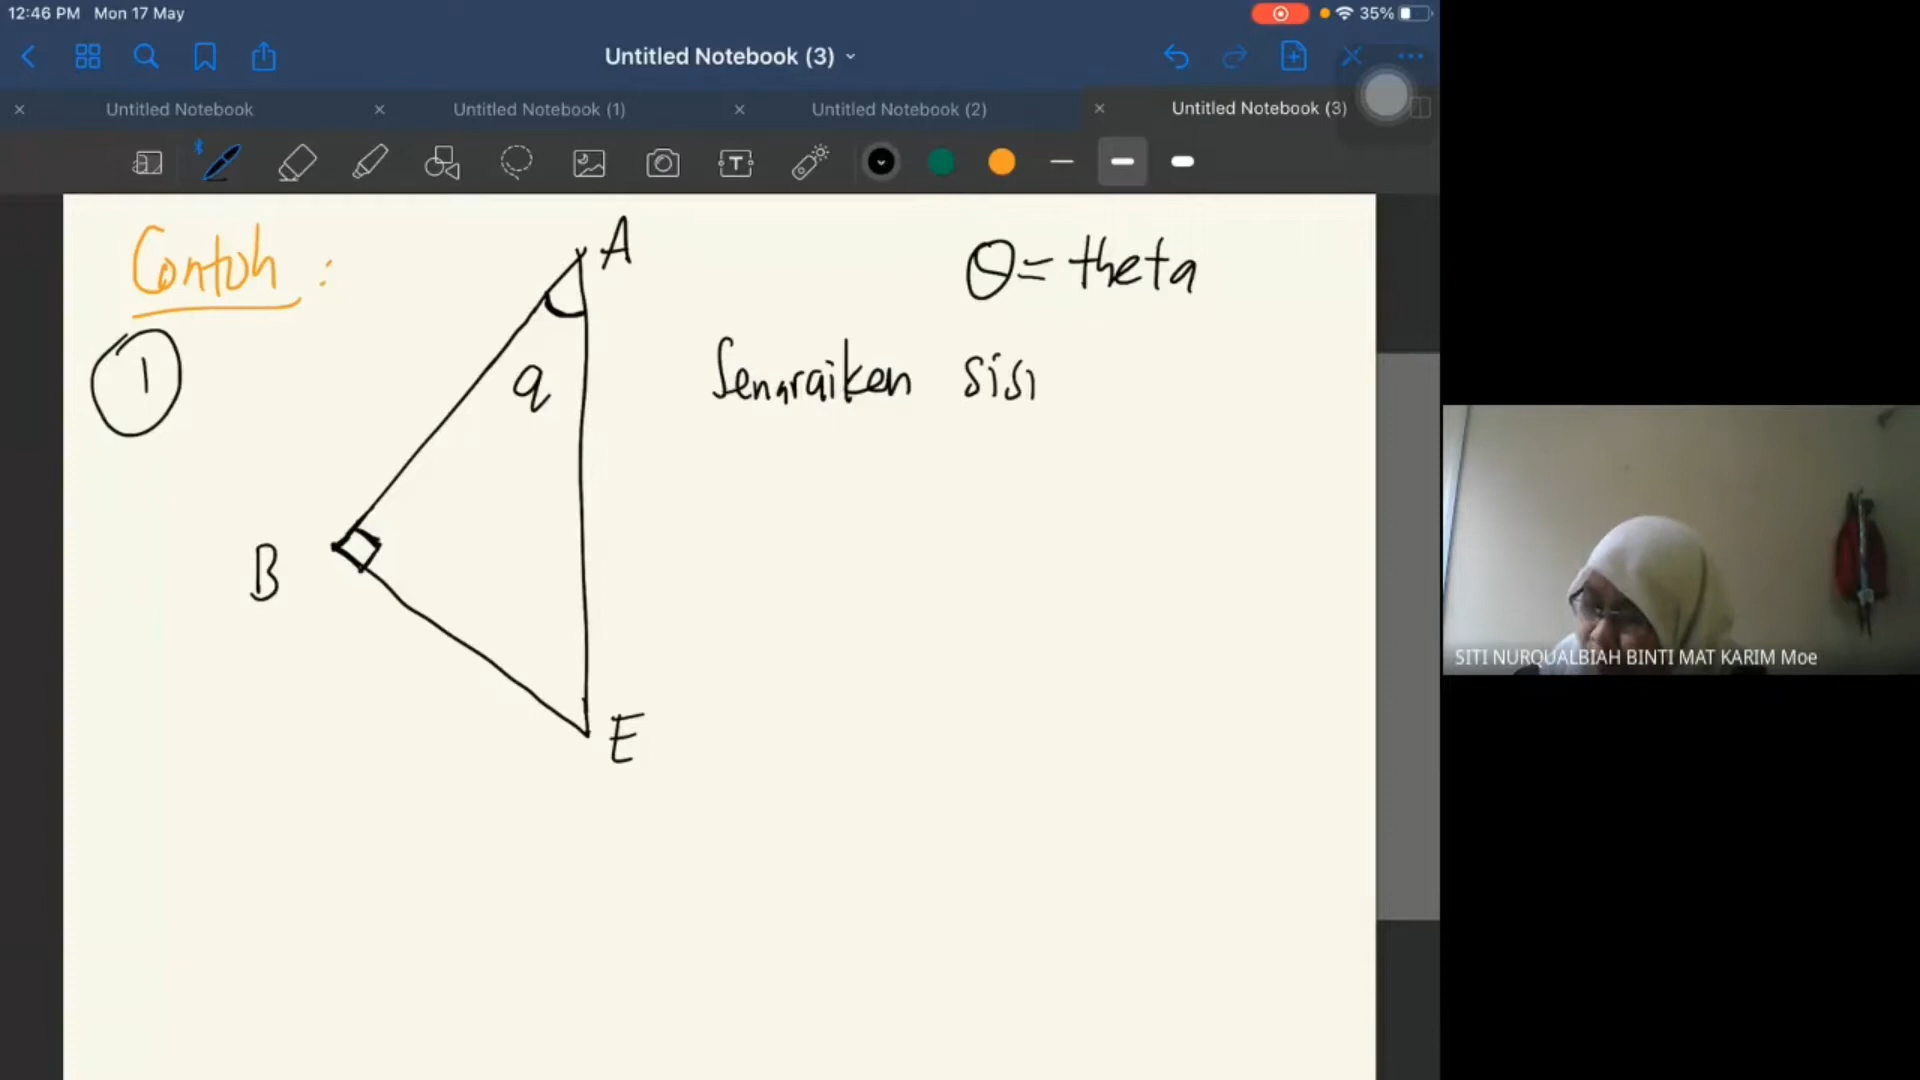 12:46 PM Mon 17 May
35%
Untitled Notebook (3)
Untitled Notebook
Untitled Notebook (1)
Untitled Notebook (2)
Untitled Notebook (3)
T
Contoh :
A
θ = theta
1
q
Senaraiken sisi
B
E
SITI NURQUALBIAH BINTI MAT KARIM Moe